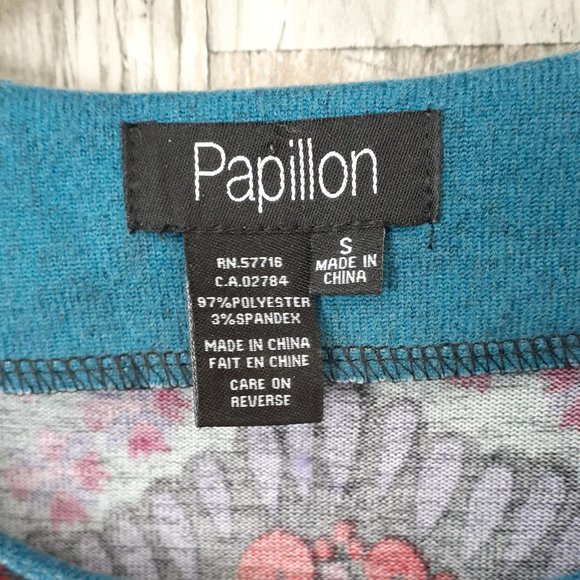 Papillon
S
MADE IN
CHINA
RN.57716
C.A.02784
97%POLYESTER
3%SPANDEX
MADE IN CHINA
FAIT EN CHINE
CARE ON
REVERSE